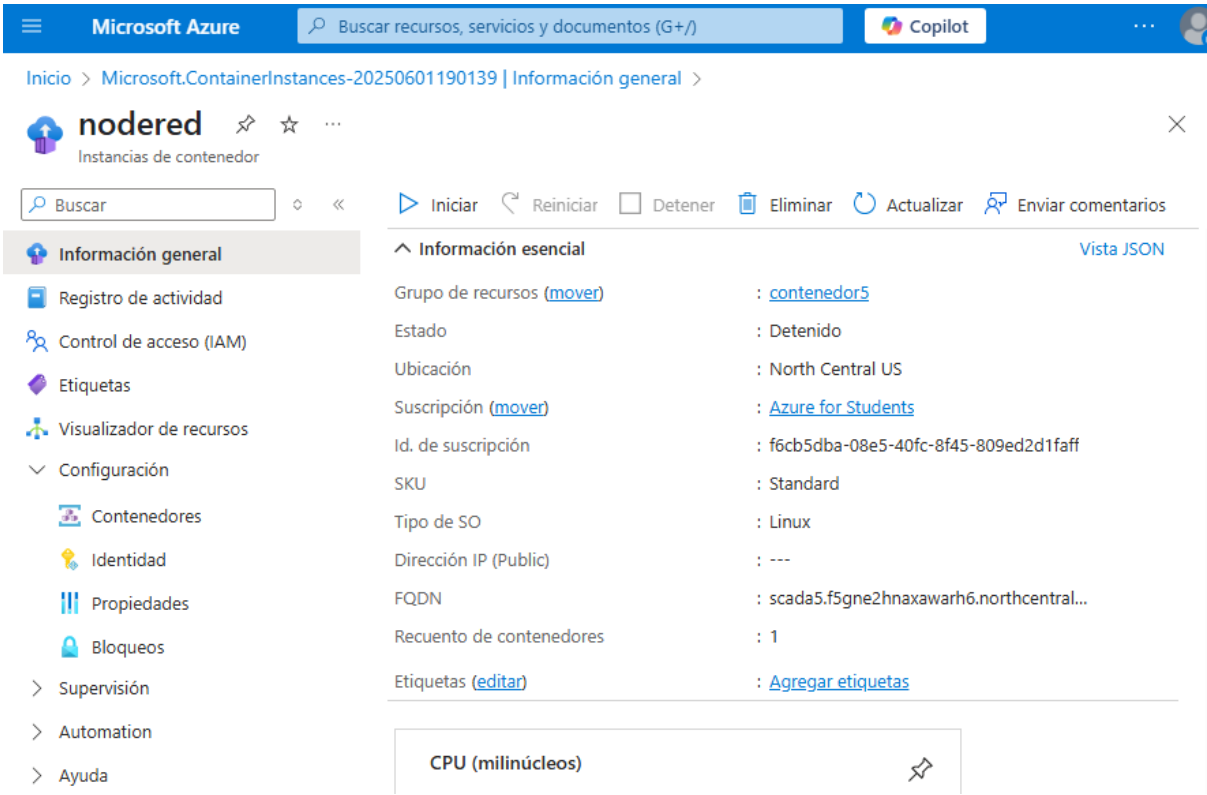 Microsoft Azure
Buscar recursos, servicios y documentos (G+/)
Copilot
...
Inicio > Microsoft.ContainerInstances-20250601190139 | Información general >
nodered
...
Instancias de contenedor
Buscar
Iniciar Reiniciar Detener Eliminar Actualizar Enviar comentarios
Información general
Registro de actividad
Control de acceso (IAM)
Etiquetas
Visualizador de recursos
Configuración
Contenedores
Identidad
Propiedades
Bloqueos
Supervisión
Automation
Ayuda
Información esencial
Vista JSON
Grupo de recursos (mover) : contenedor5
Estado : Detenido
Ubicación : North Central US
Suscripción (mover) : Azure for Students
Id. de suscripción : f6cb5dba-08e5-40fc-8f45-809ed2d1faff
SKU : Standard
Tipo de SO : Linux
Dirección IP (Public) : ---
FQDN : scada5.f5gne2hnaxawarh6.northcentral...
Recuento de contenedores : 1
Etiquetas (editar) : Agregar etiquetas
CPU (milinúcleos)